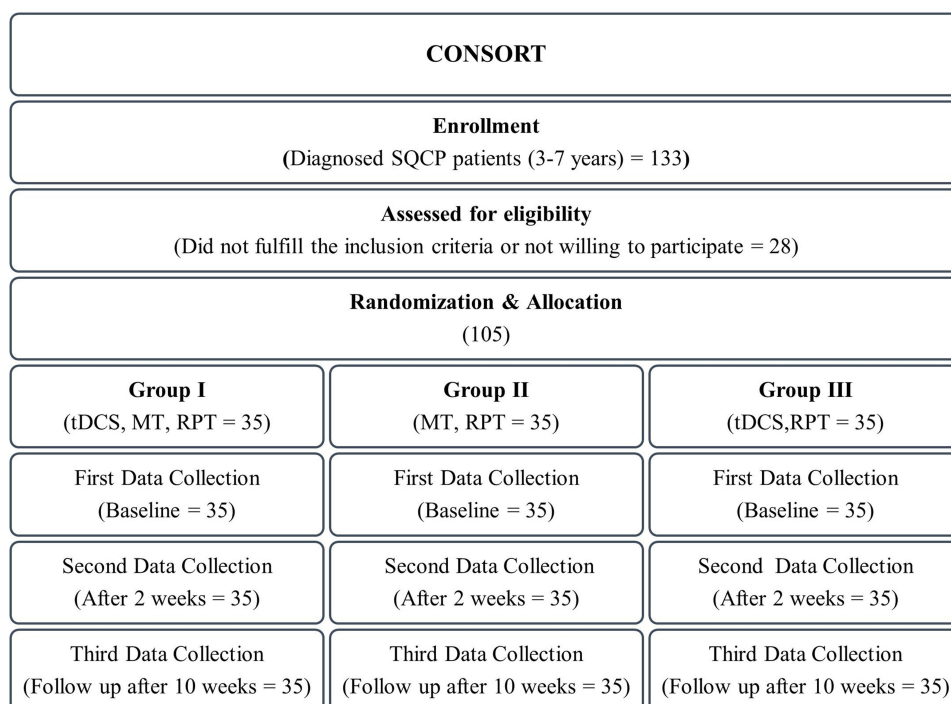 CONSORT
Enrollment
(Diagnosed SQCP patients (3-7 years) = 133)
Assessed for eligibility
(Did not fulfill the inclusion criteria or not willing to participate = 28)
Randomization & Allocation
(105)
Group I
(tDCS, MT, RPT = 35)
Group II
(MT, RPT = 35)
Group III
(tDCS,RPT = 35)
First Data Collection
(Baseline = 35)
First Data Collection
(Baseline = 35)
First Data Collection
(Baseline = 35)
Second Data Collection
(After 2 weeks = 35)
Second Data Collection
(After 2 weeks = 35)
Second Data Collection
(After 2 weeks = 35)
Third Data Collection
(Follow up after 10 weeks = 35)
Third Data Collection
(Follow up after 10 weeks = 35)
Third Data Collection
(Follow up after 10 weeks = 35)